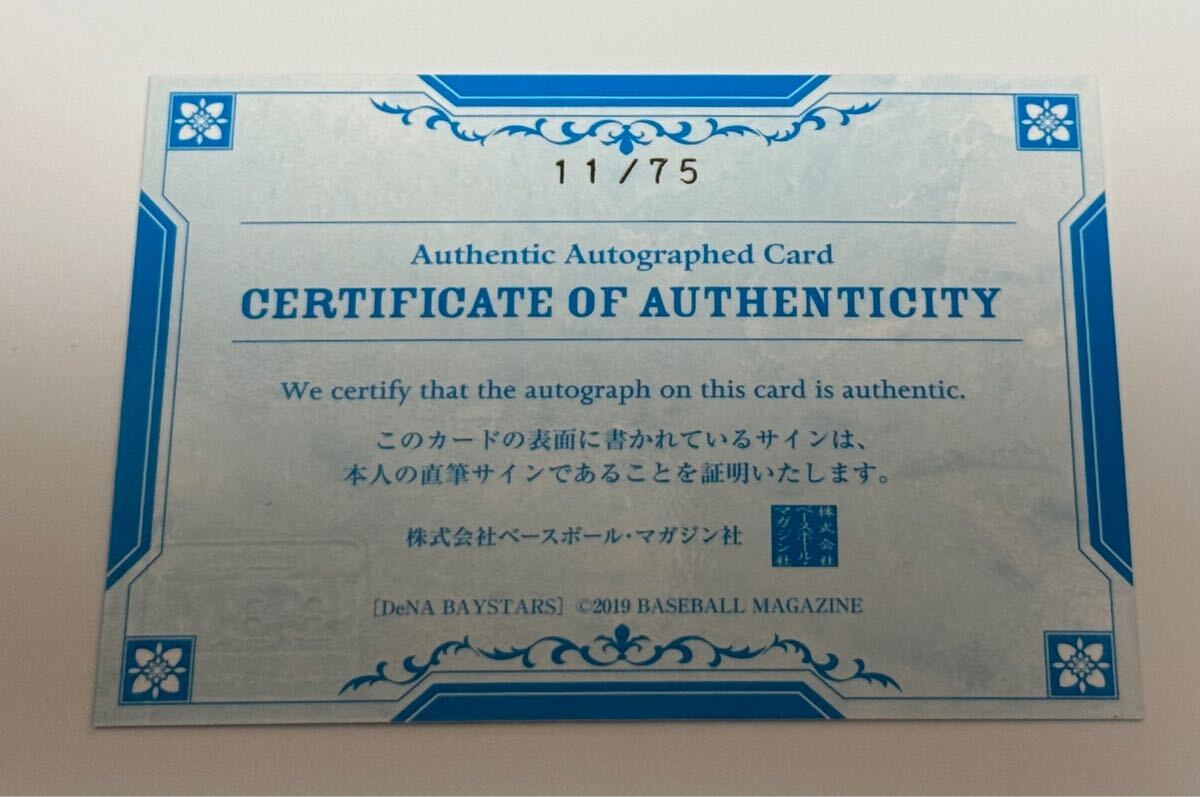 11/75
Authentic Autographed Card
CERTIFICATE OF AUTHENTICITY
We certify that the autograph on this card is authentic.
このカードの表面に書かれているサインは、
本人の直筆サインであることを証明いたします。
株式会社ベースボール・マガジン社
株式会社
ベースボール・
マガジン社
[DeNA BAYSTARS] ©2019 BASEBALL MAGAZINE